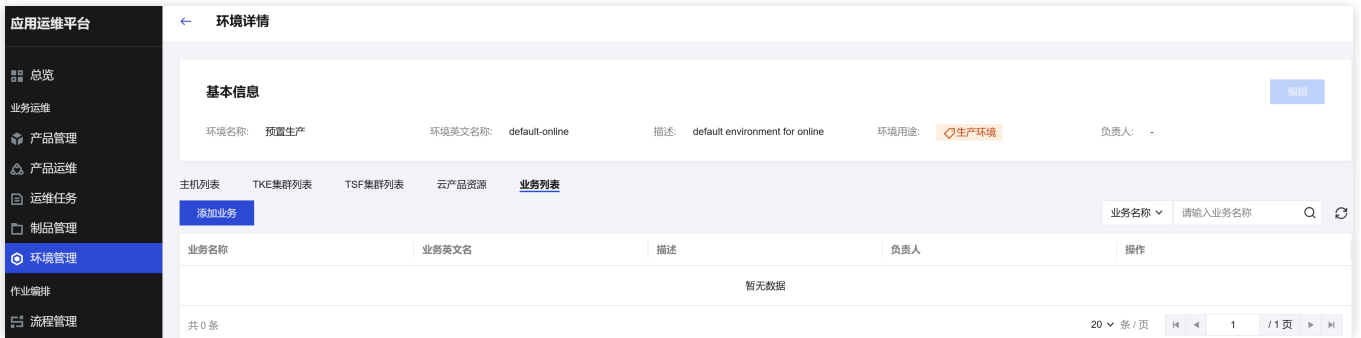 应用运维平台
总览
业务运维
产品管理
产品运维
运维任务
制品管理
环境管理
作业编排
流程管理
← 环境详情
基本信息
编辑
环境名称: 预置生产 环境英文名称: default-online 描述: default environment for online 环境用途: 生产环境 负责人: -
主机列表 TKE集群列表 TSF集群列表 云产品资源 业务列表
添加业务 业务名称 请输入业务名称
业务名称 业务英文名 描述 负责人 操作
暂无数据
共 0 条 20 条 / 页 1 / 1 页